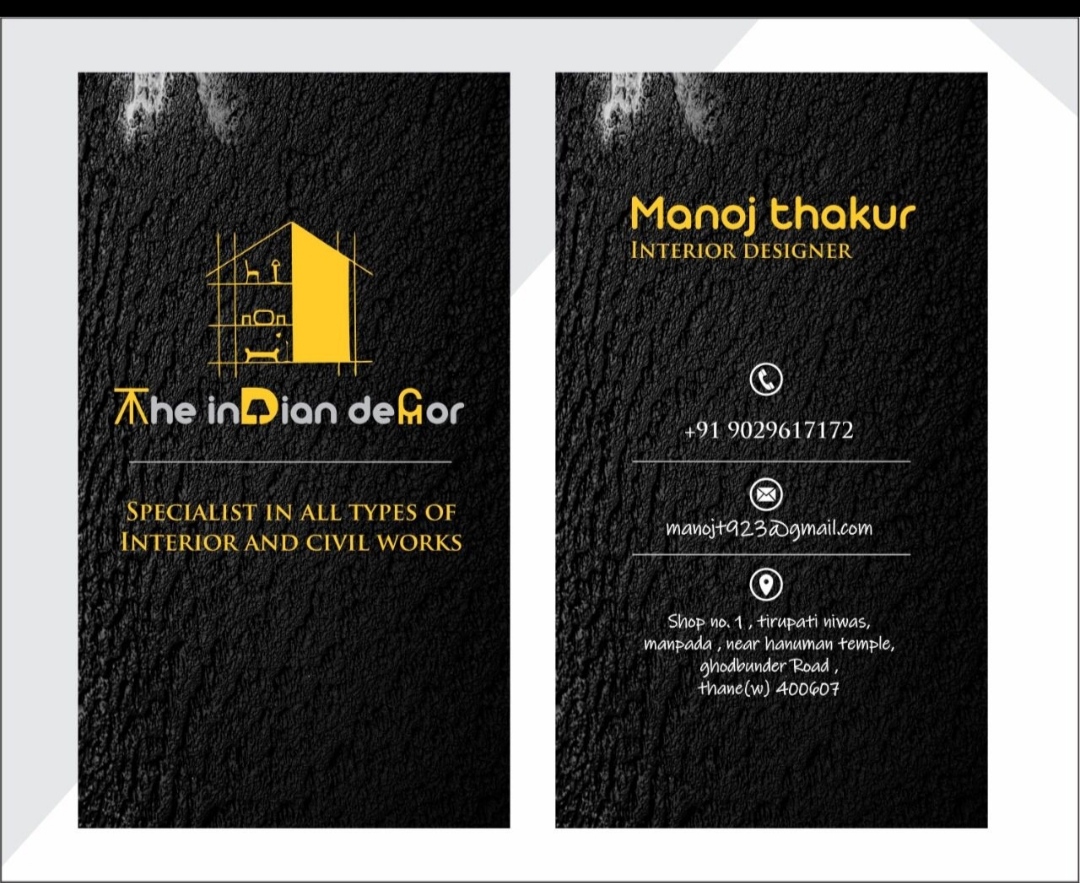 The inDian decor
SPECIALIST IN ALL TYPES OF
INTERIOR AND CIVIL WORKS
Manoj thakur
INTERIOR DESIGNER
+91 9029617172
manojt923@gmail.com
Shop no. 1 , tirupati niwas,
manpada , near hanuman temple,
ghodbunder Road ,
thane(w) 400607